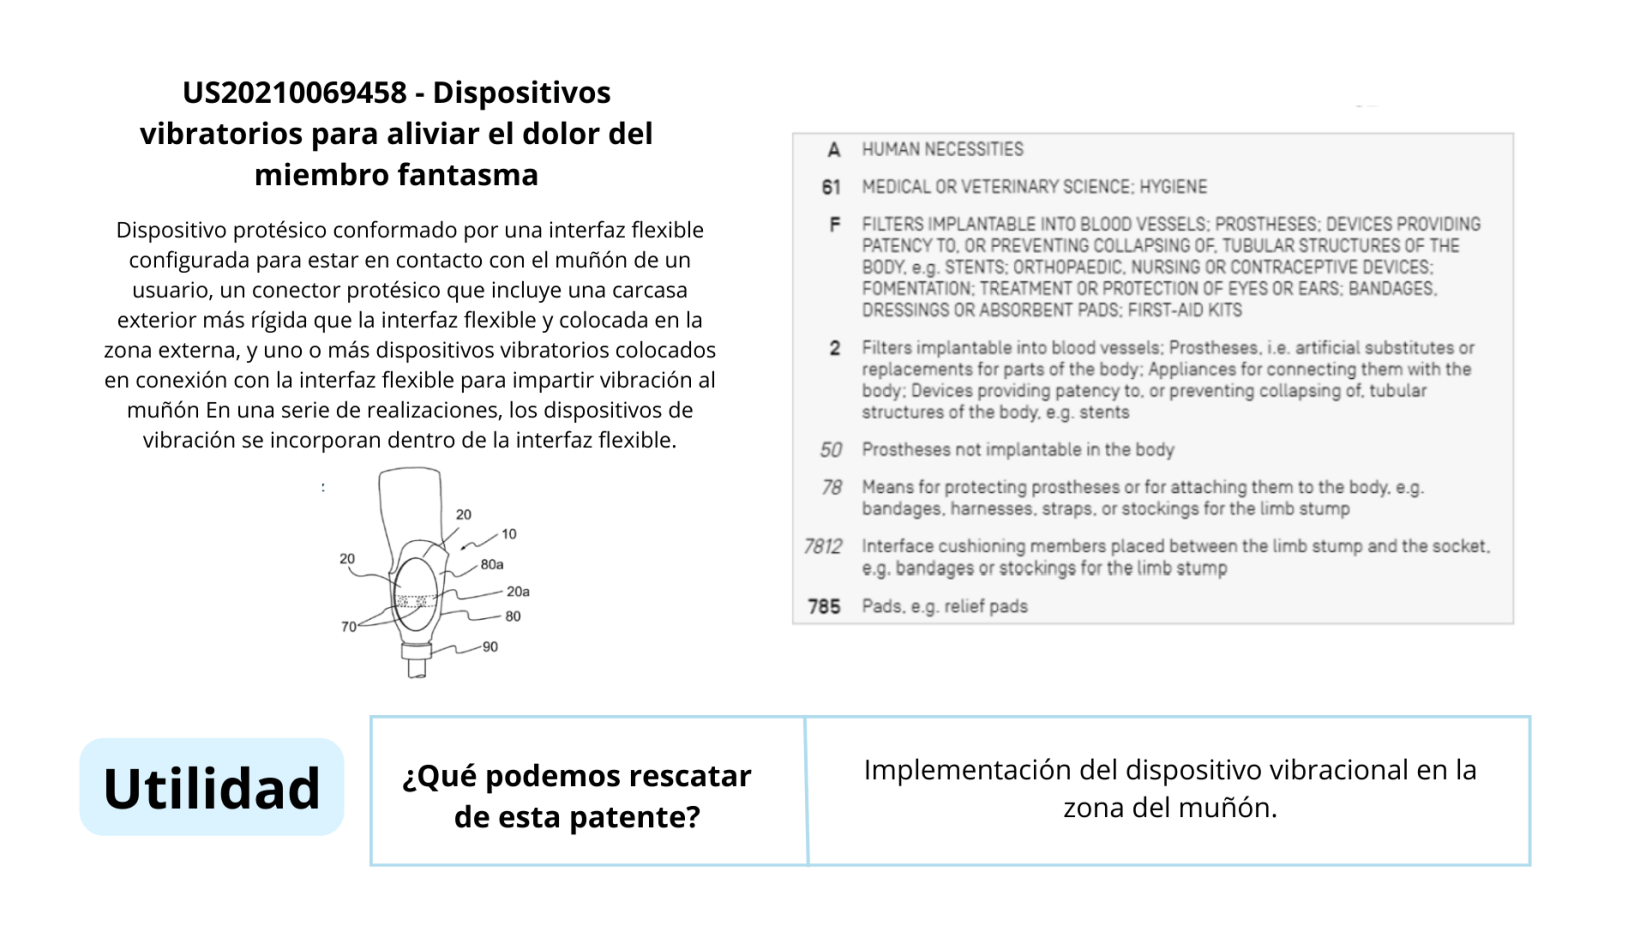 US20210069458 - Dispositivos
vibratorios para aliviar el dolor del
miembro fantasma
Dispositivo protésico conformado por una interfaz flexible
configurada para estar en contacto con el muñón de un
usuario, un conector protésico que incluye una carcasa
exterior más rígida que la interfaz flexible y colocada en la
zona externa, y uno o más dispositivos vibratorios colocados
en conexión con la interfaz flexible para impartir vibración al
muñón En una serie de realizaciones, los dispositivos de
vibración se incorporan dentro de la interfaz flexible.
:
20
10
20
80a
20a
80
70
90
A HUMAN NECESSITIES
61 MEDICAL OR VETERINARY SCIENCE; HYGIENE
F FILTERS IMPLANTABLE INTO BLOOD VESSELS; PROSTHESES; DEVICES PROVIDING
PATENCY TO, OR PREVENTING COLLAPSING OF, TUBULAR STRUCTURES OF THE
BODY, e.g. STENTS; ORTHOPAEDIC, NURSING OR CONTRACEPTIVE DEVICES;
FOMENTATION; TREATMENT OR PROTECTION OF EYES OR EARS; BANDAGES,
DRESSINGS OR ABSORBENT PADS; FIRST-AID KITS
2 Filters implantable into blood vessels; Prostheses, i.e. artificial substitutes or
replacements for parts of the body; Appliances for connecting them with the
body; Devices providing patency to, or preventing collapsing of, tubular
structures of the body, e.g. stents
50 Prostheses not implantable in the body
78 Means for protecting prostheses or for attaching them to the body, e.g.
bandages, harnesses, straps, or stockings for the limb stump
7812 Interface cushioning members placed between the limb stump and the socket,
e.g. bandages or stockings for the limb stump
785 Pads, e.g. relief pads
Utilidad
¿Qué podemos rescatar
de esta patente?
Implementación del dispositivo vibracional en la
zona del muñón.